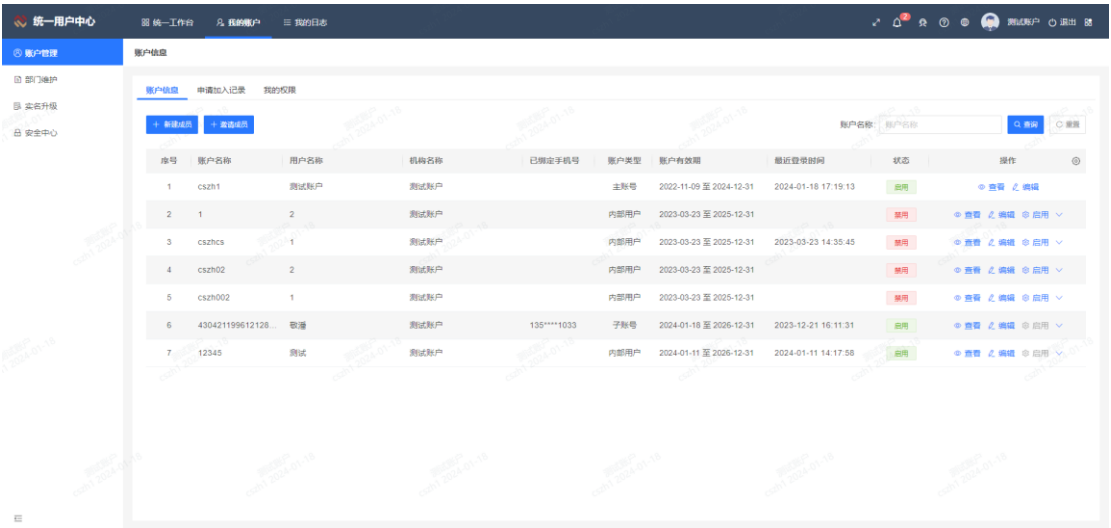 统一用户中心 统一工作台 我的账户 我的日志 2 测试账户 退出
账户管理 账户信息
部门维护
实名升级
安全中心
账户信息 申请加入记录 我的权限
+ 新建成员 + 邀请成员 账户名称: 账户名称 查询 重置
序号 账户名称 用户名称 机构名称 已绑定手机号 账户类型 账户有效期 最近登录时间 状态 操作
1 cszh1 测试账户 测试账户 主账号 2022-11-09 至 2024-12-31 2024-01-18 17:19:13 启用 查看 编辑
2 1 2 测试账户 内部用户 2023-03-23 至 2025-12-31 禁用 查看 编辑 启用
3 cszhcs 1 测试账户 内部用户 2023-03-23 至 2025-12-31 2023-03-23 14:35:45 禁用 查看 编辑 启用
4 cszh02 2 测试账户 内部用户 2023-03-23 至 2025-12-31 禁用 查看 编辑 启用
5 cszh002 1 测试账户 内部用户 2023-03-23 至 2025-12-31 禁用 查看 编辑 启用
6 430421199612128... 敬潘 测试账户 135****1033 子账号 2024-01-18 至 2026-12-31 2023-12-21 16:11:31 启用 查看 编辑 启用
7 12345 测试 测试账户 内部用户 2024-01-11 至 2026-12-31 2024-01-11 14:17:58 启用 查看 编辑 启用
测试账户
cszh1 2024-01-18